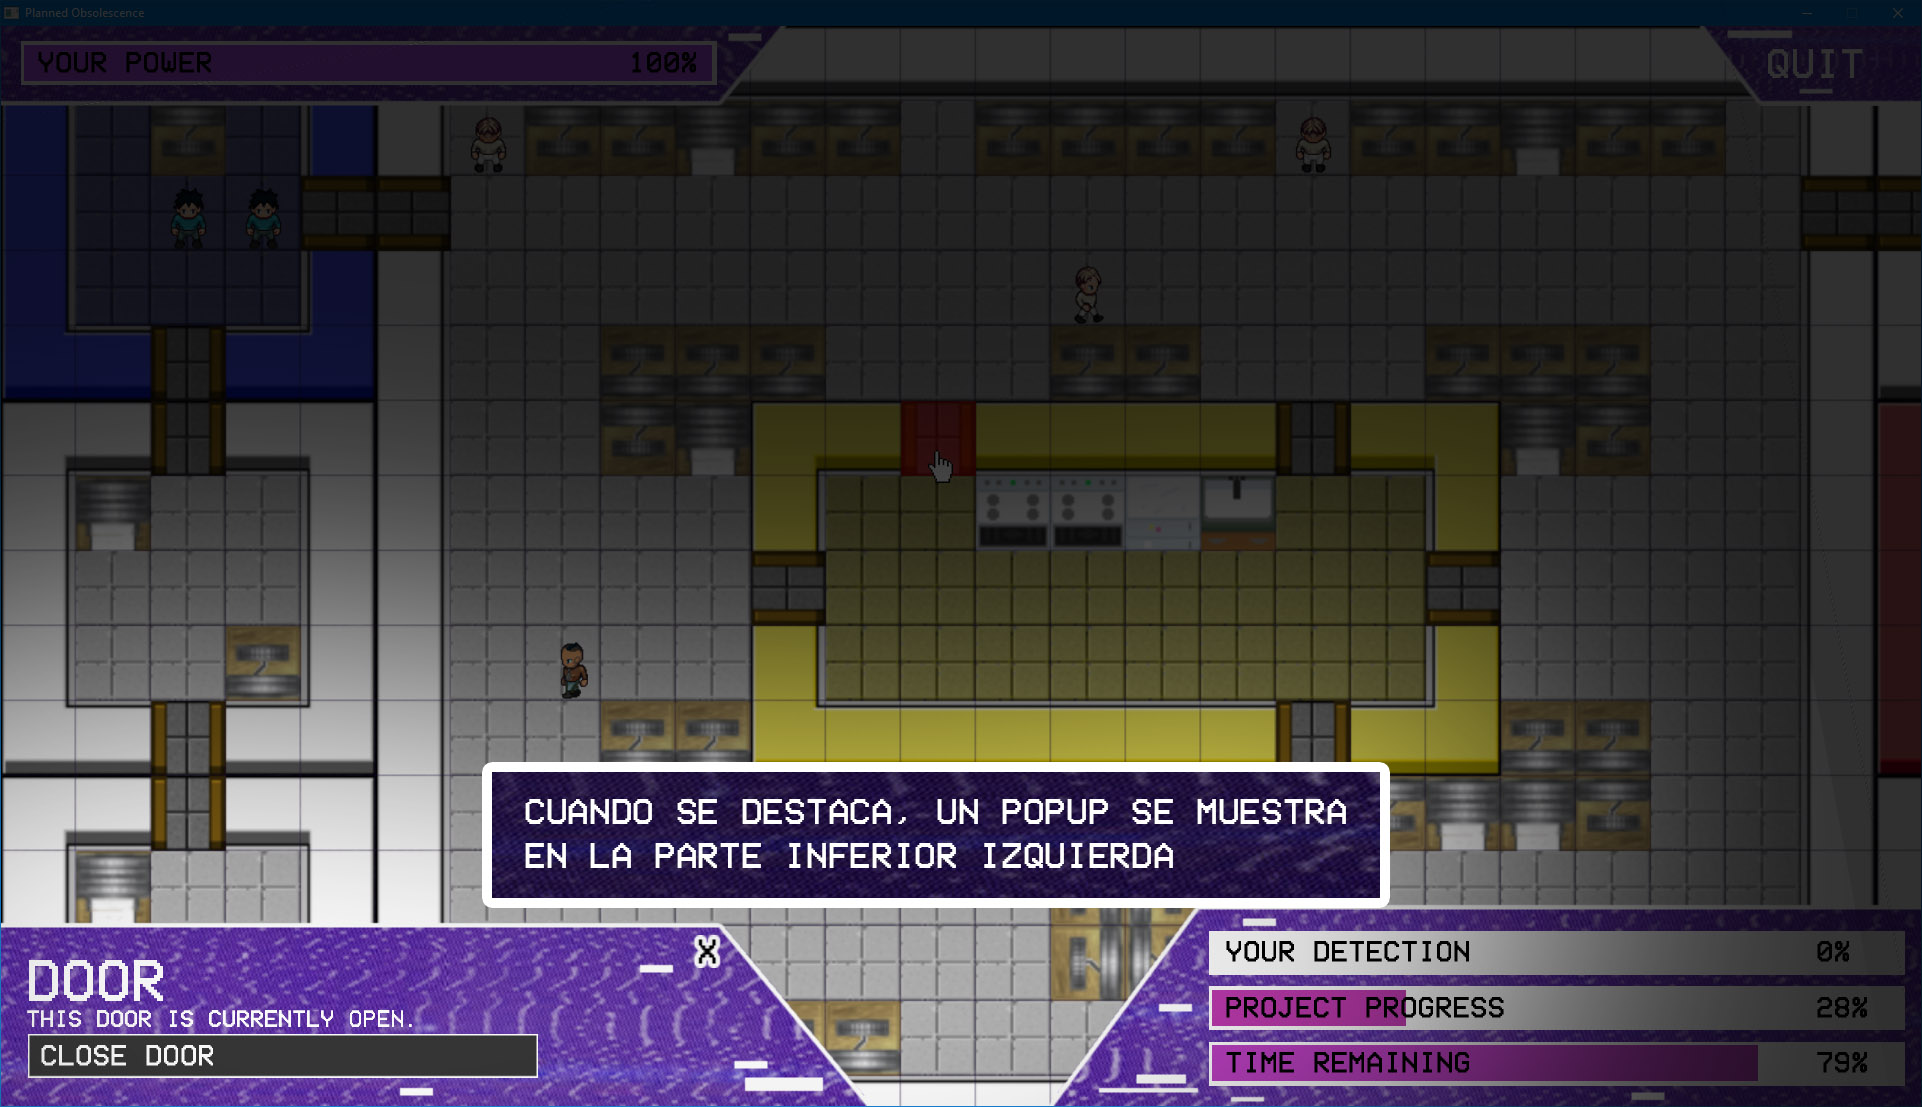 Planned Obsolescence
YOUR POWER 100%
QUIT
CUANDO SE DESTACA, UN POPUP SE MUESTRA
EN LA PARTE INFERIOR IZQUIERDA
X
DOOR
THIS DOOR IS CURRENTLY OPEN.
CLOSE DOOR
YOUR DETECTION 0%
PROJECT PROGRESS 28%
TIME REMAINING 79%